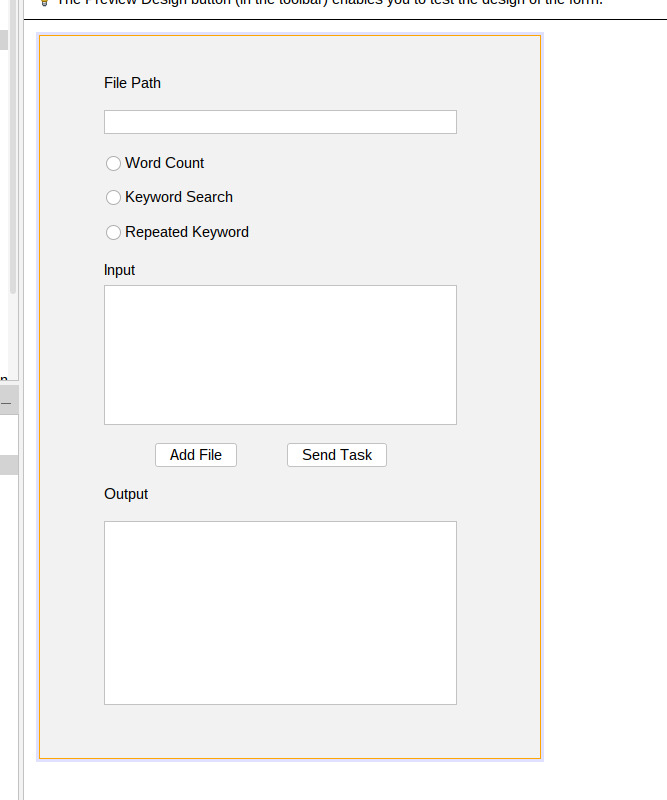 The Preview Design button (in the toolbar) enables you to test the design of the form.
File Path
Word Count
Keyword Search
Repeated Keyword
Input
Add File
Send Task
Output